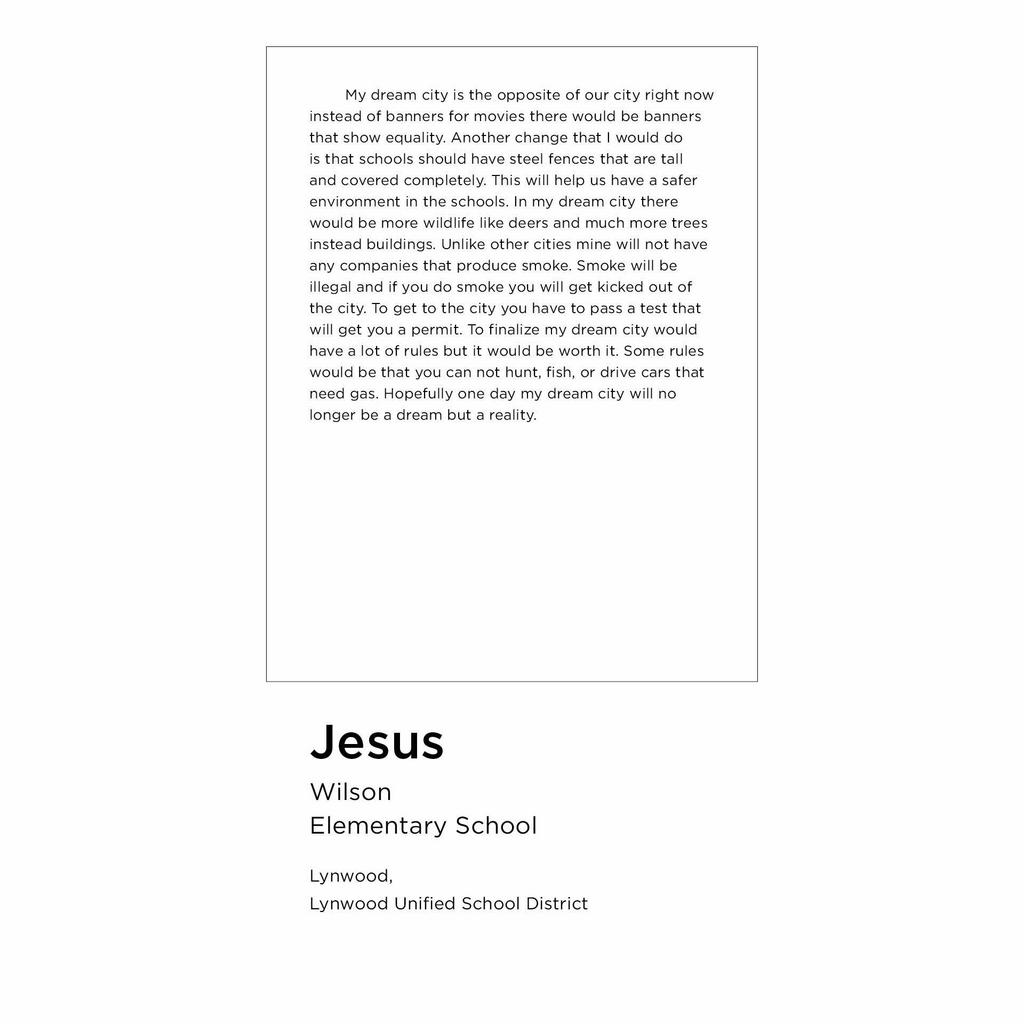 My dream city is the opposite of our city right now
instead of banners for movies there would be banners
that show equality. Another change that I would do
is that schools should have steel fences that are tall
and covered completely. This will help us have a safer
environment in the schools. In my dream city there
would be more wildlife like deers and much more trees
instead buildings. Unlike other cities mine will not have
any companies that produce smoke. Smoke will be
illegal and if you do smoke you will get kicked out of
the city. To get to the city you have to pass a test that
will get you a permit. To finalize my dream city would
have a lot of rules but it would be worth it. Some rules
would be that you can not hunt, fish, or drive cars that
need gas. Hopefully one day my dream city will no
longer be a dream but a reality.
Jesus
Wilson
Elementary School
Lynwood,
Lynwood Unified School District